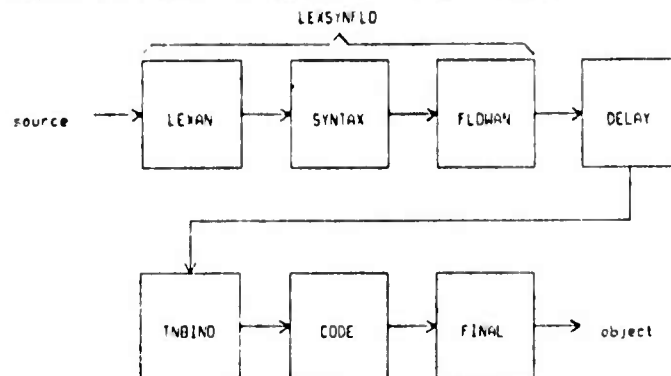 LEXSYNFLO
source LEXAN SYNTAX FLOWAN DELAY
TNBIND CODE FINAL object